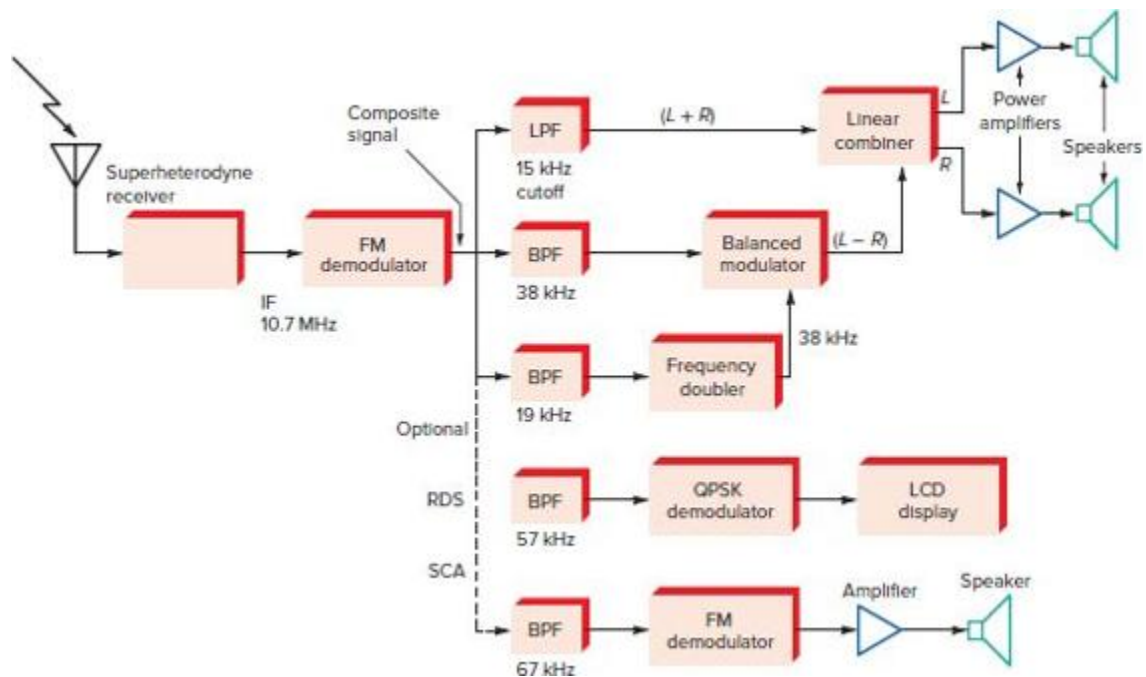 Superheterodyne
receiver
IF
10.7 MHz
FM
demodulator
Composite
signal
LPF
15 kHz
cutoff
(L + R)
Linear
combiner
L
R
Power
amplifiers
Speakers
BPF
38 kHz
Balanced
modulator
(L − R)
BPF
19 kHz
Frequency
doubler
38 kHz
Optional
RDS
BPF
57 kHz
QPSK
demodulator
LCD
display
SCA
BPF
67 kHz
FM
demodulator
Amplifier
Speaker